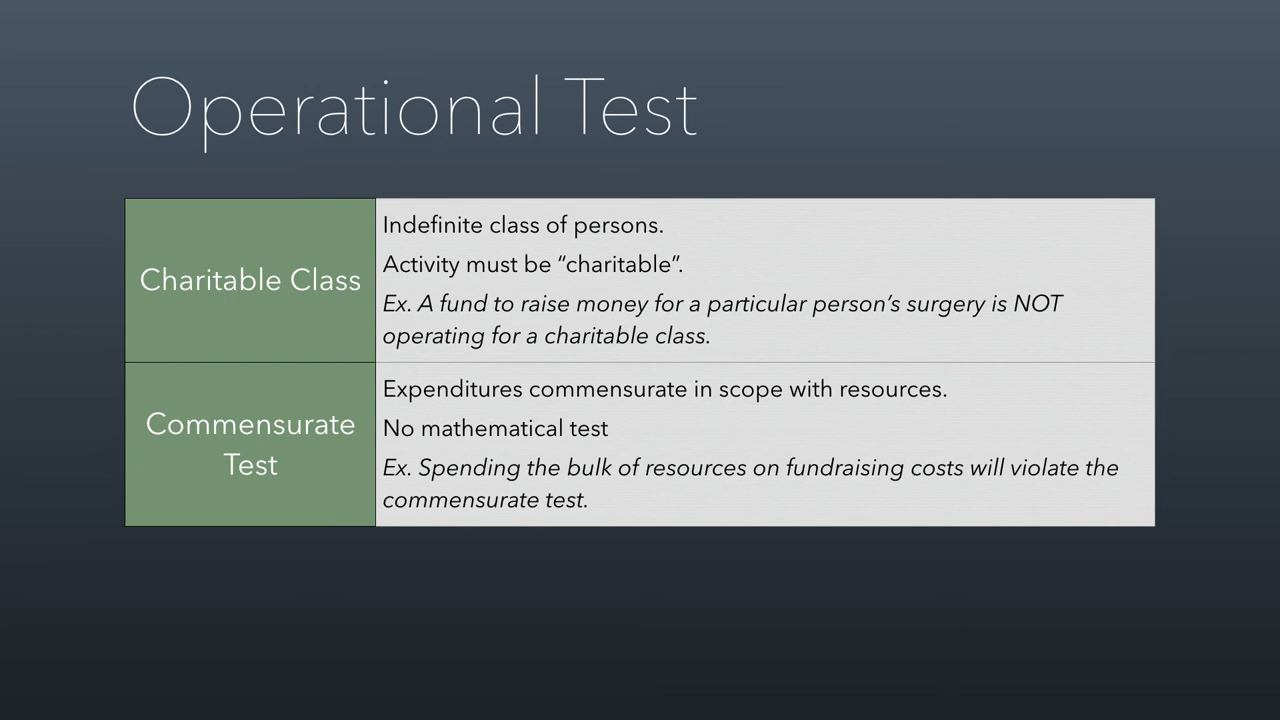 Operational Test
Charitable Class
Indefinite class of persons.
Activity must be “charitable”.
Ex. A fund to raise money for a particular person’s surgery is NOT
operating for a charitable class.
Commensurate
Test
Expenditures commensurate in scope with resources.
No mathematical test
Ex. Spending the bulk of resources on fundraising costs will violate the
commensurate test.